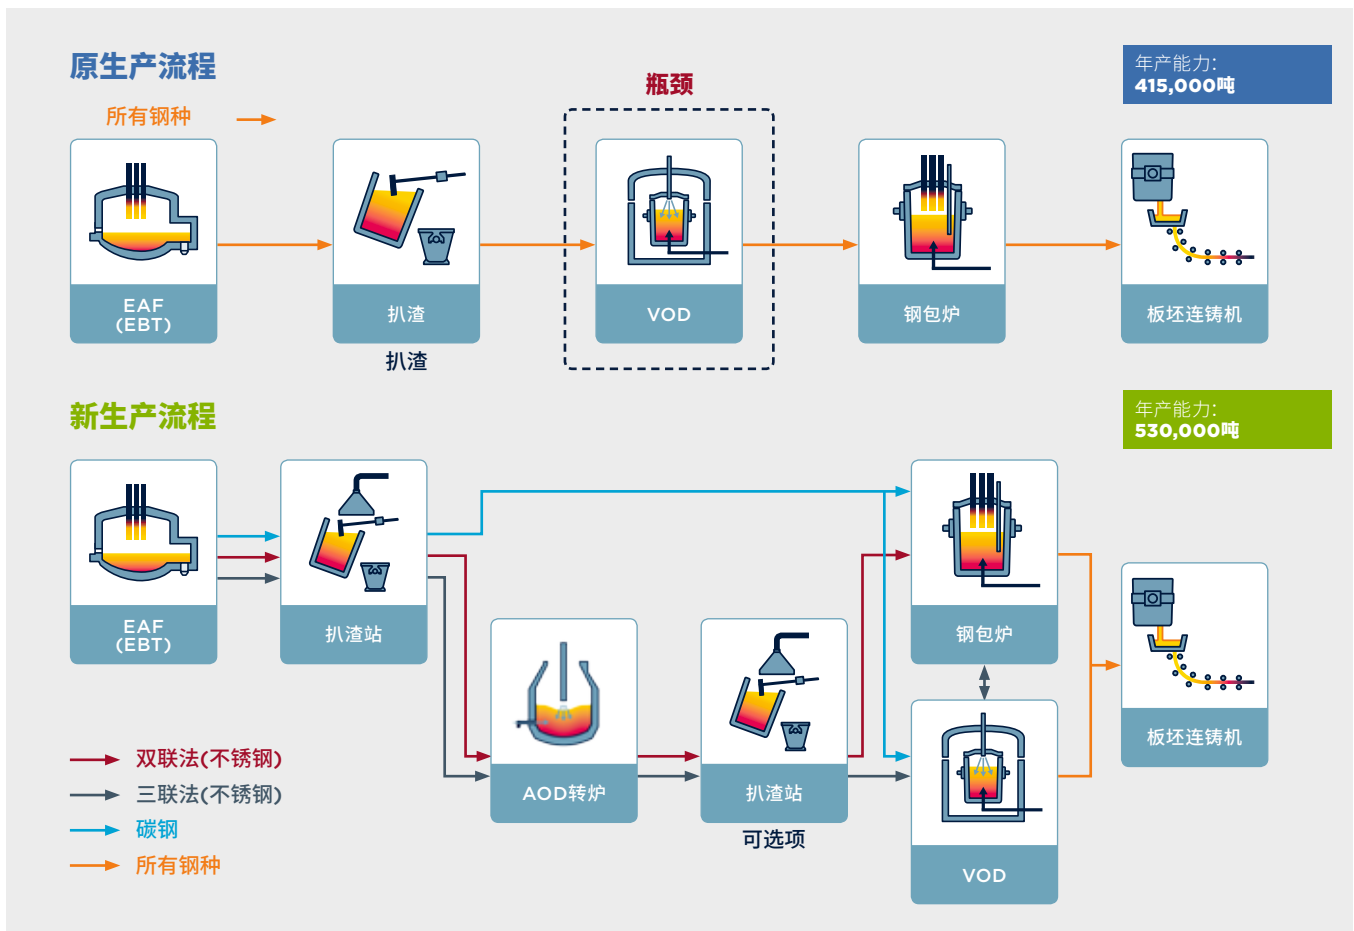 原生产流程
年产能力：
415,000吨
瓶颈
所有钢种
EAF
(EBT)
扒渣
VOD
钢包炉
板坯连铸机
扒渣
新生产流程
年产能力：
530,000吨
EAF
(EBT)
扒渣站
钢包炉
AOD转炉
扒渣站
板坯连铸机
可选项
VOD
双联法(不锈钢)
三联法(不锈钢)
碳钢
所有钢种